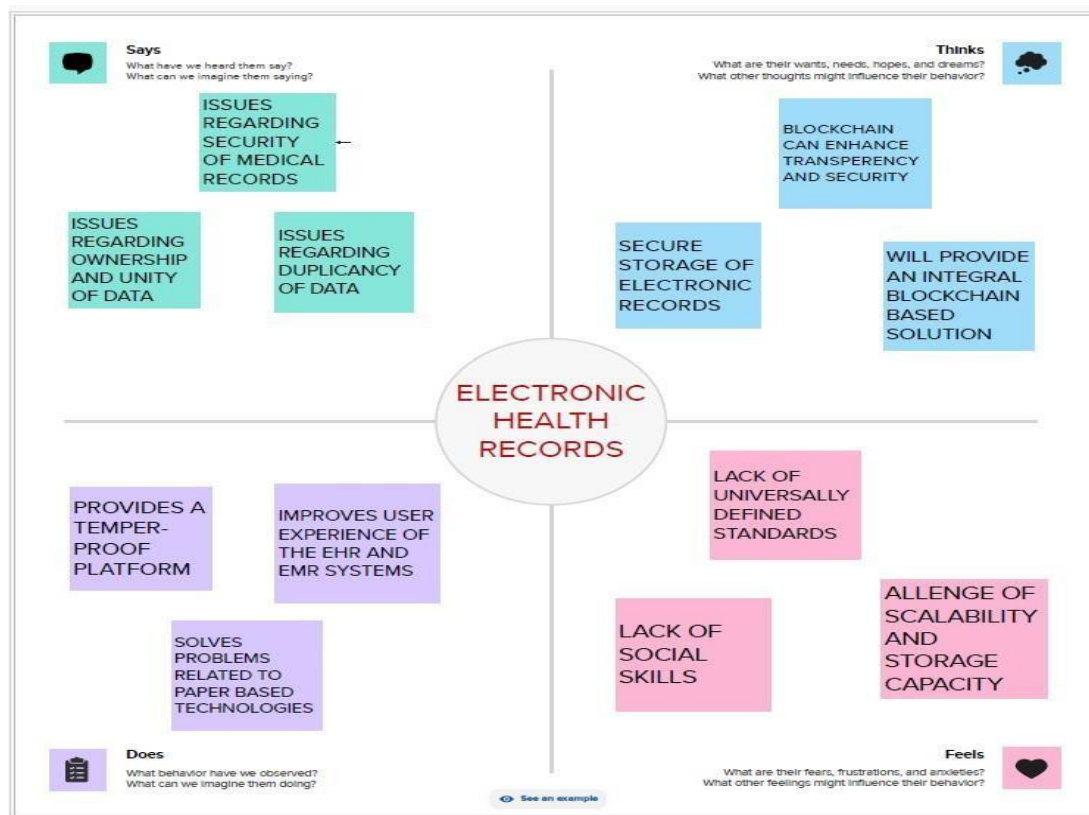 Says
What have we heard them say?
What can we imagine them saying?
ISSUES
REGARDING
SECURITY
OF MEDICAL
RECORDS
ISSUES
REGARDING
OWNERSHIP
AND UNITY
OF DATA
ISSUES
REGARDING
DUPLICANCY
OF DATA
Thinks
What are their wants, needs, hopes, and dreams?
What other thoughts might influence their behavior?
BLOCKCHAIN
CAN ENHANCE
TRANSPERENCY
AND SECURITY
SECURE
STORAGE OF
ELECTRONIC
RECORDS
WILL PROVIDE
AN INTEGRAL
BLOCKCHAIN
BASED
SOLUTION
ELECTRONIC
HEALTH
RECORDS
PROVIDES A
TEMPER-
PROOF
PLATFORM
IMPROVES USER
EXPERIENCE OF
THE EHR AND
EMR SYSTEMS
SOLVES
PROBLEMS
RELATED TO
PAPER BASED
TECHNOLOGIES
Does
What behavior have we observed?
What can we imagine them doing?
LACK OF
UNIVERSALLY
DEFINED
STANDARDS
LACK OF
SOCIAL
SKILLS
ALLENGE OF
SCALABILITY
AND
STORAGE
CAPACITY
Feels
What are their fears, frustrations, and anxieties?
What other feelings might influence their behavior?
See an example